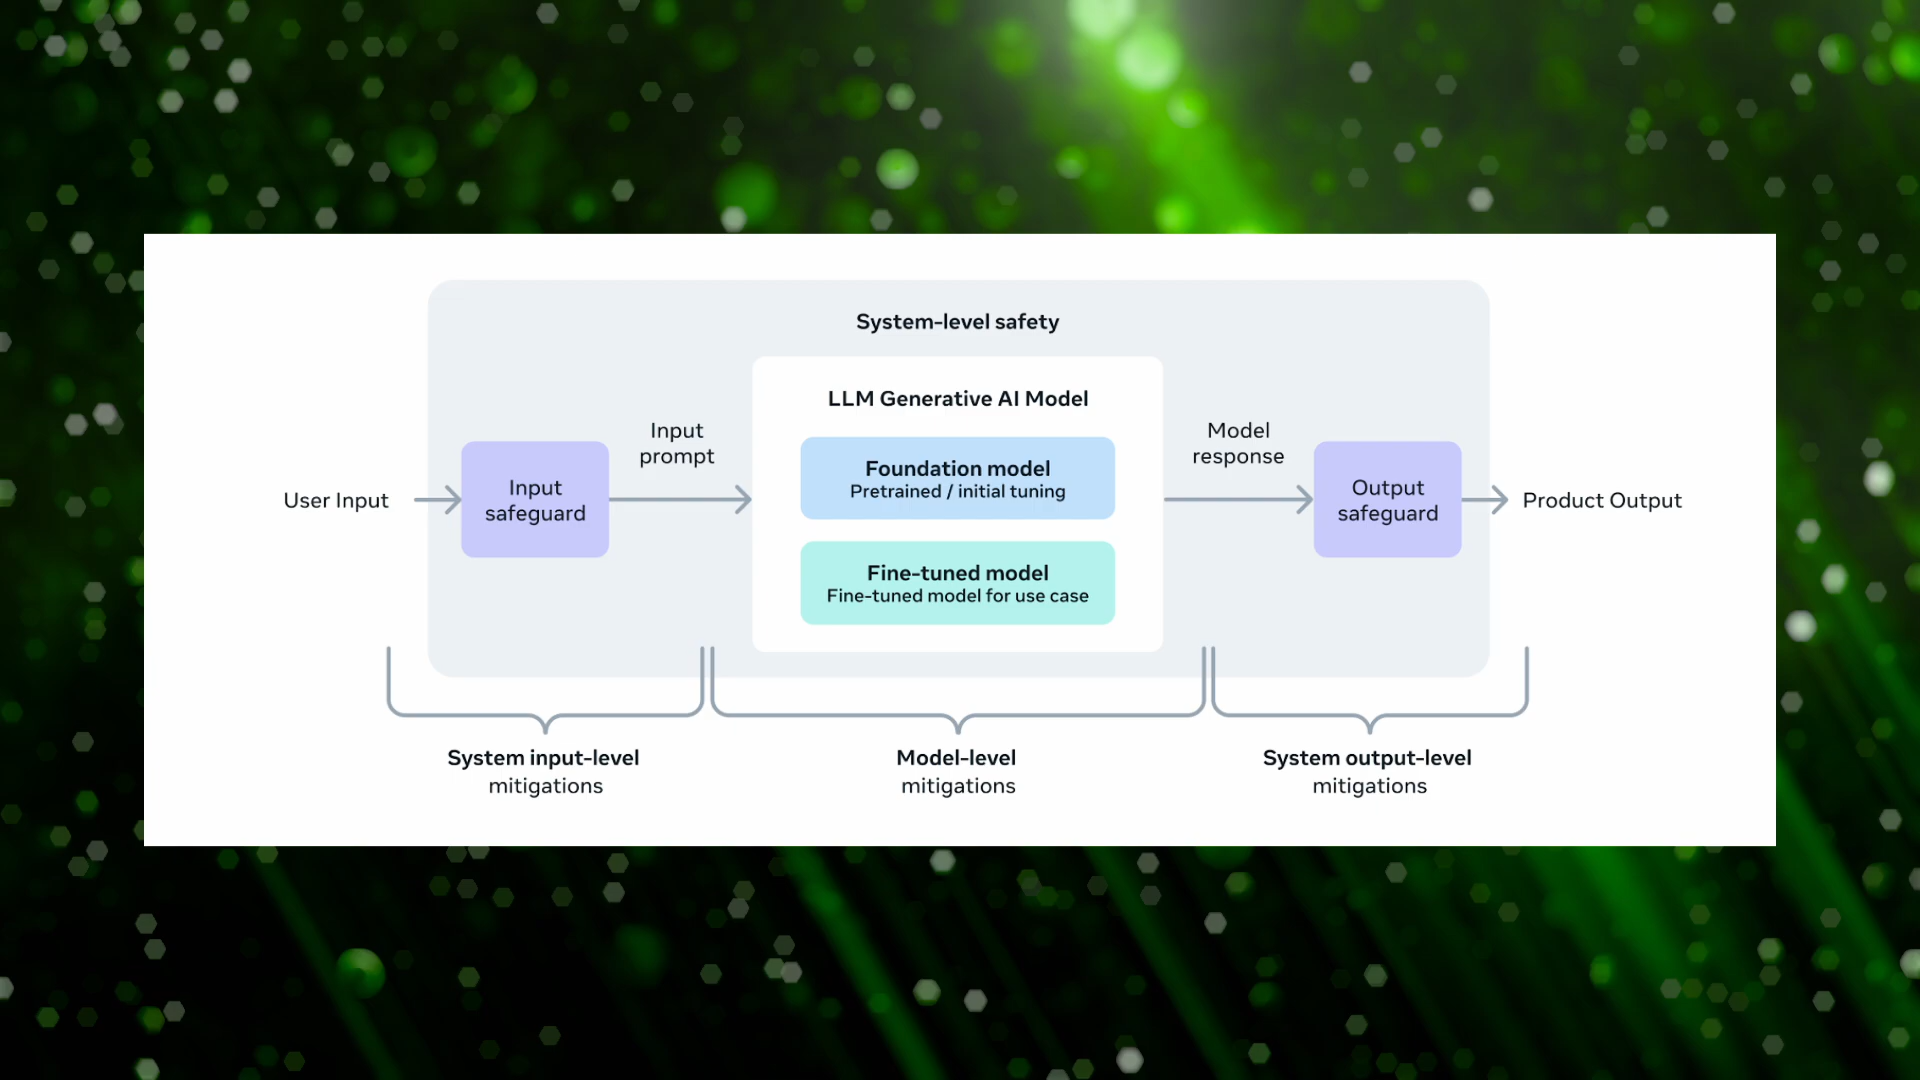 System-level safety
LLM Generative AI Model
Input
prompt
Model
response
Foundation model
Pretrained / initial tuning
User Input
Input
safeguard
Output
safeguard
Product Output
Fine-tuned model
Fine-tuned model for use case
System input-level
mitigations
Model-level
mitigations
System output-level
mitigations